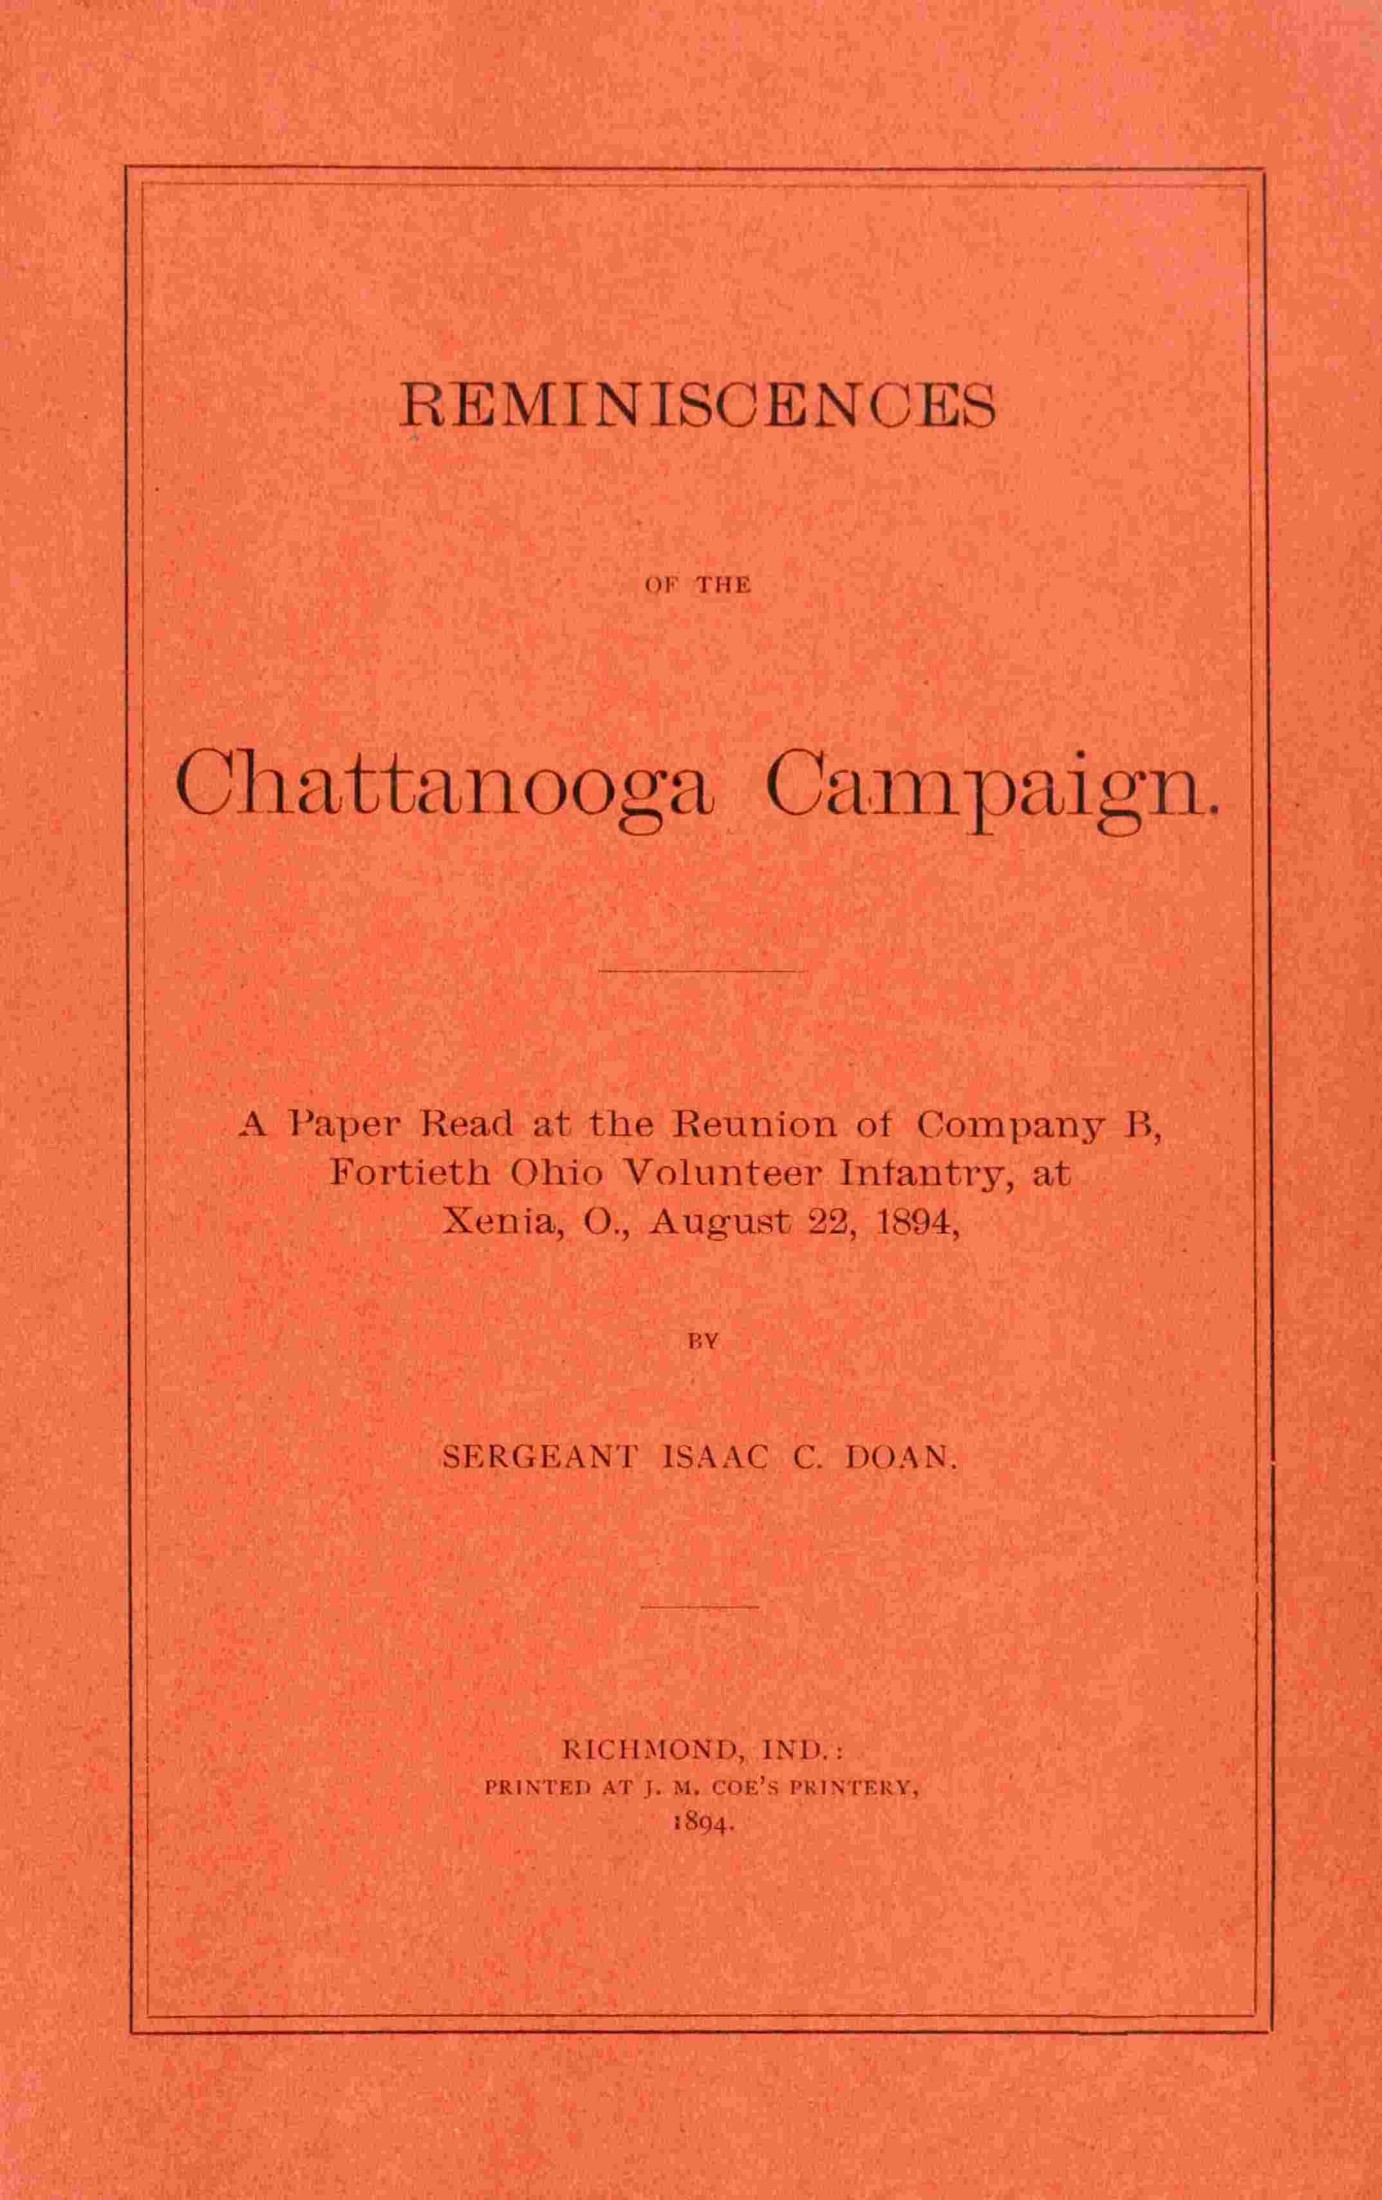 REMINISCENCES
OF THE
Chattanooga Campaign.
A Paper Read at the Reunion of Company B,
Fortieth Ohio Volunteer Infantry, at
Xenia, O., August 22, 1894,
BY
SERGEANT ISAAC C. DOAN.
RICHMOND, IND.:
PRINTED AT J. M. COE'S PRINTERY,
1894.